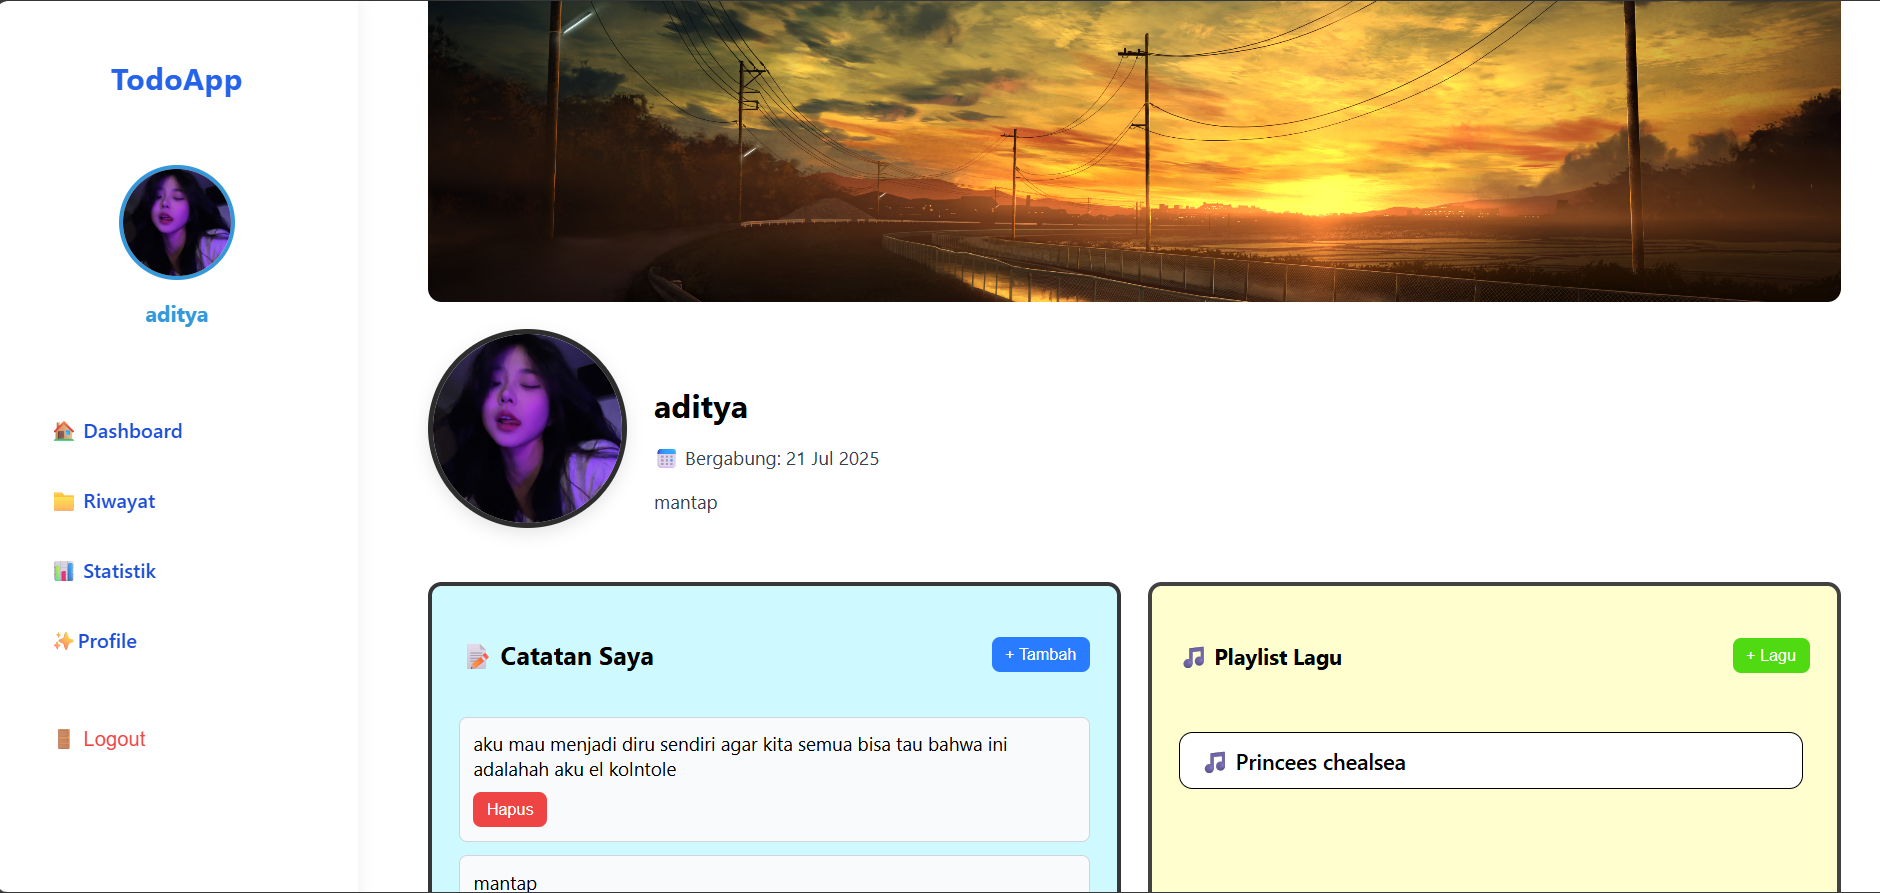 TodoApp
aditya
Dashboard
Riwayat
Statistik
Profile
Logout
aditya
Bergabung: 21 Jul 2025
mantap
Catatan Saya
+ Tambah
aku mau menjadi diru sendiri agar kita semua bisa tau bahwa ini
adalahah aku el kolntole
Hapus
mantap
Playlist Lagu
+ Lagu
Princees chealsea